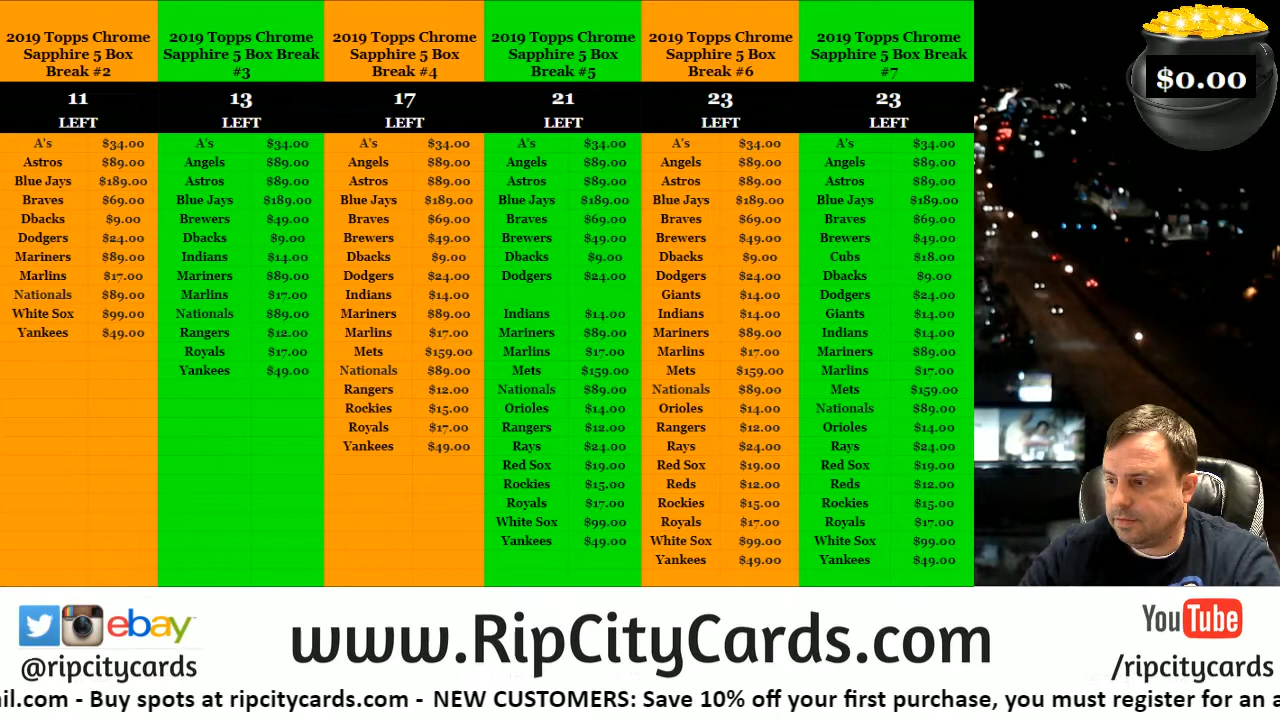 2019 Topps Chrome
Sapphire 5 Box
Break #2
11
LEFT
A's $34.00
Astros $89.00
Blue Jays $189.00
Braves $69.00
Dbacks $9.00
Dodgers $24.00
Mariners $89.00
Marlins $17.00
Nationals $89.00
White Sox $99.00
Yankees $49.00
2019 Topps Chrome
Sapphire 5 Box Break
#3
13
LEFT
A's $34.00
Angels $89.00
Astros $89.00
Blue Jays $189.00
Brewers $49.00
Dbacks $9.00
Indians $14.00
Mariners $89.00
Marlins $17.00
Nationals $89.00
Rangers $12.00
Royals $17.00
Yankees $49.00
2019 Topps Chrome
Sapphire 5 Box
Break #4
17
LEFT
A's $34.00
Angels $89.00
Astros $89.00
Blue Jays $189.00
Braves $69.00
Brewers $49.00
Dbacks $9.00
Dodgers $24.00
Indians $14.00
Mariners $89.00
Marlins $17.00
Mets $159.00
Nationals $89.00
Rangers $12.00
Rockies $15.00
Royals $17.00
Yankees $49.00
2019 Topps Chrome
Sapphire 5 Box
Break #5
21
LEFT
A's $34.00
Angels $89.00
Astros $89.00
Blue Jays $189.00
Braves $69.00
Brewers $49.00
Dbacks $9.00
Dodgers $24.00
Indians $14.00
Mariners $89.00
Marlins $17.00
Mets $159.00
Nationals $89.00
Orioles $14.00
Rangers $12.00
Rays $24.00
Red Sox $19.00
Rockies $15.00
Royals $17.00
White Sox $99.00
Yankees $49.00
2019 Topps Chrome
Sapphire 5 Box
Break #6
23
LEFT
A's $34.00
Angels $89.00
Astros $89.00
Blue Jays $189.00
Braves $69.00
Brewers $49.00
Dbacks $9.00
Dodgers $24.00
Giants $14.00
Indians $14.00
Mariners $89.00
Marlins $17.00
Mets $159.00
Nationals $89.00
Orioles $14.00
Rangers $12.00
Rays $24.00
Red Sox $19.00
Reds $12.00
Rockies $15.00
Royals $17.00
White Sox $99.00
Yankees $49.00
2019 Topps Chrome
Sapphire 5 Box Break
#7
23
LEFT
A's $34.00
Angels $89.00
Astros $89.00
Blue Jays $189.00
Braves $69.00
Brewers $49.00
Cubs $18.00
Dbacks $9.00
Dodgers $24.00
Giants $14.00
Indians $14.00
Mariners $89.00
Marlins $17.00
Mets $159.00
Nationals $89.00
Orioles $14.00
Rays $24.00
Red Sox $19.00
Reds $12.00
Rockies $15.00
Royals $17.00
White Sox $99.00
Yankees $49.00
$0.00
ebay
@ripcitycards
www.RipCityCards.com
YouTube
/ripcitycards
il.com - Buy spots at ripcitycards.com - NEW CUSTOMERS: Save 10% off your first purchase, you must register for an a